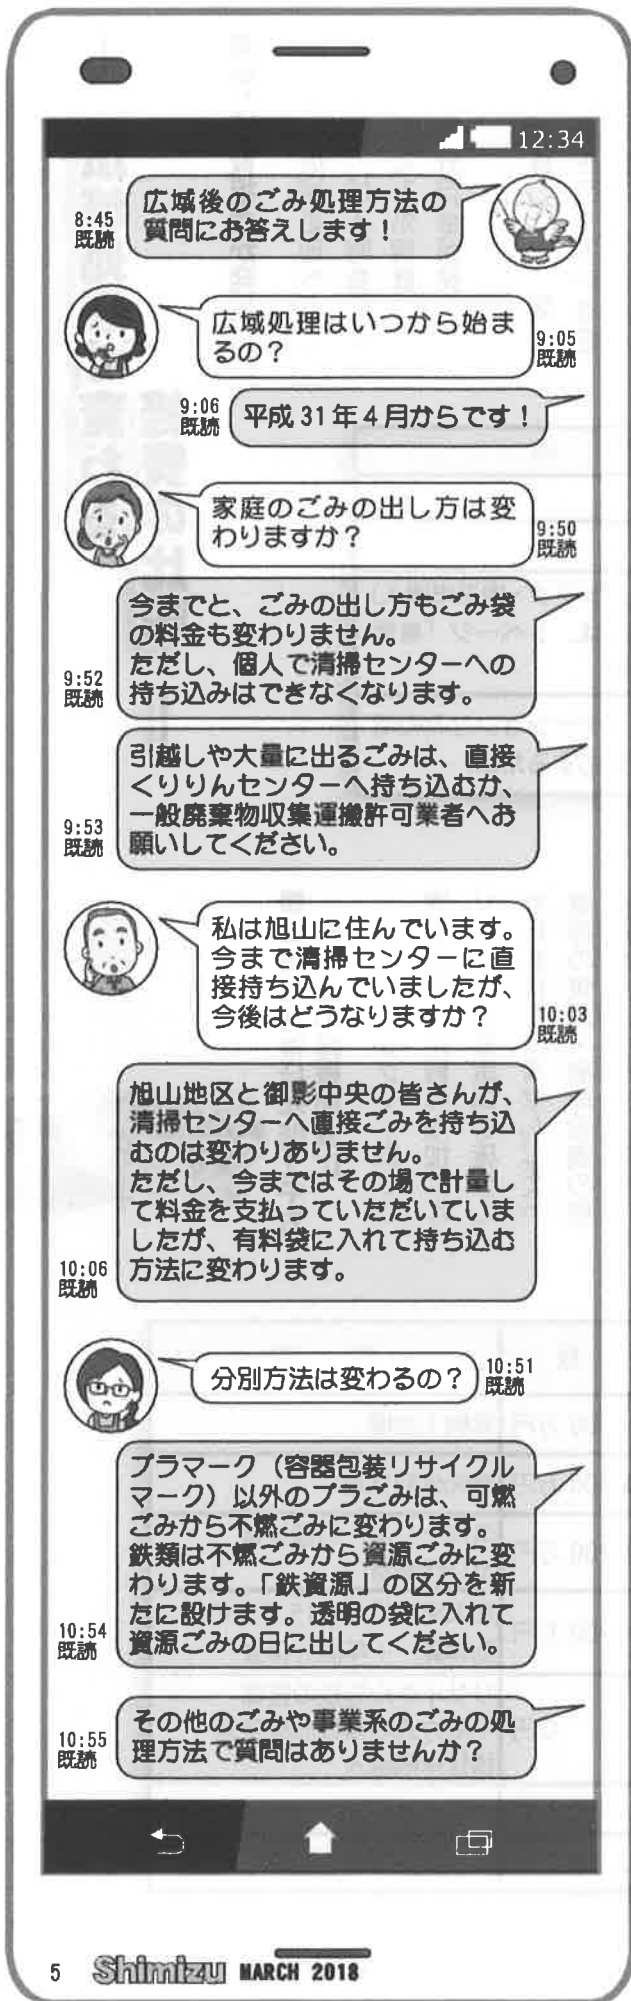 12:34
広域後のごみ処理方法の
質問にお答えします!
8:45
既読
広域処理はいつから始ま
るの?
9:05
既読
9:06
既読
平成31年4月からです!
家庭のごみの出し方は変
わりますか?
9:50
既読
今までと、ごみの出し方もごみ袋
の料金も変わりません。
ただし、個人で清掃センターへの
持ち込みはできなくなります。
9:52
既読
引越しや大量に出るごみは、直接
くりりんセンターへ持ち込むか、
一般廃棄物収集運搬許可業者へお
願いしてください。
9:53
既読
私は旭山に住んでいます。
今まで清掃センターに直
接持ち込んでいましたが、
今後はどうなりますか?
10:03
既読
旭山地区と御影中央の皆さんが、
清掃センターへ直接ごみを持ち込
むのは変わりありません。
ただし、今まではその場で計量し
て料金を支払っていただいていま
したが、有料袋に入れて持ち込む
方法に変わります。
10:06
既読
分別方法は変わるの?
10:51
既読
プラマーク(容器包装リサイクル
マーク)以外のプラごみは、可燃
ごみから不燃ごみに変わります。
鉄類は不燃ごみから資源ごみに変
わります。「鉄資源」の区分を新
たに設けます。透明の袋に入れて
資源ごみの日に出してください。
10:54
既読
その他のごみや事業系のごみの処
理方法で質問はありませんか?
10:55
既読
5 Shimizu MARCH 2018